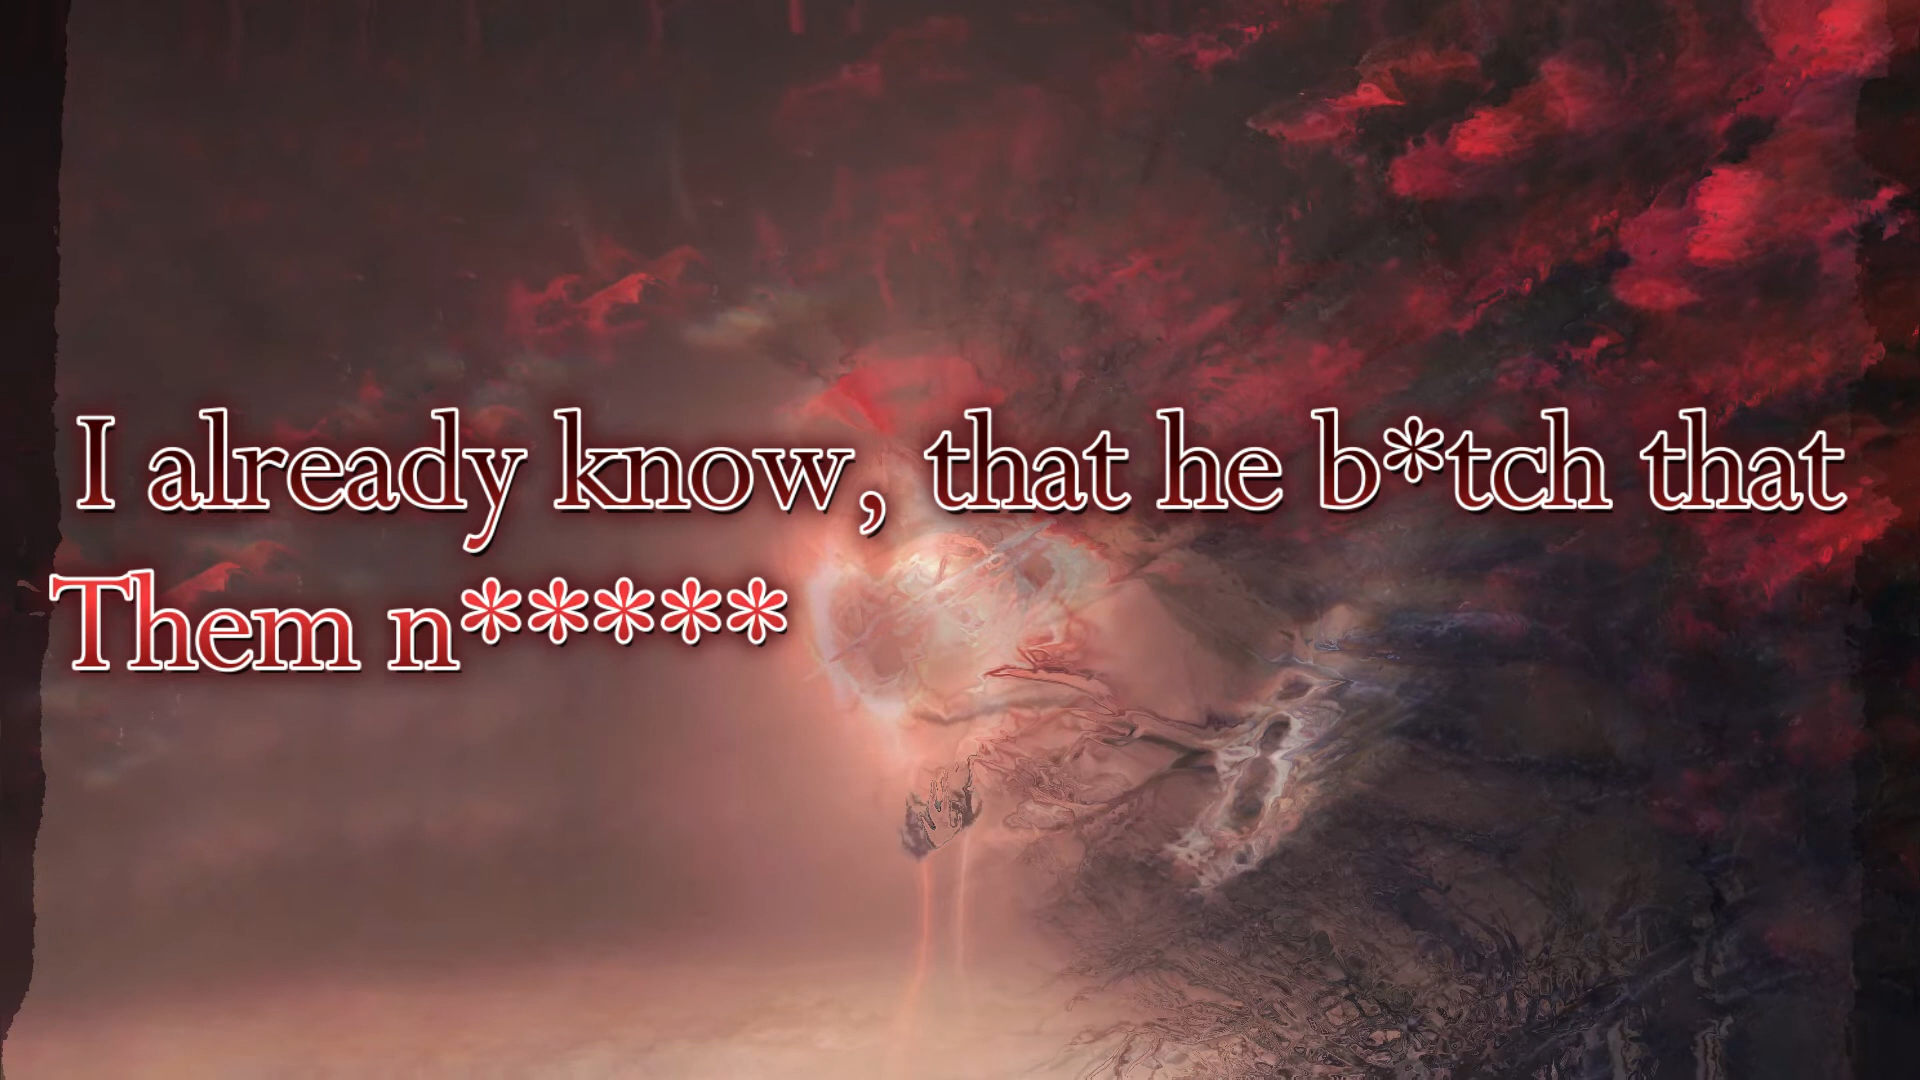 I already know, that he b*tch that
Them n*****